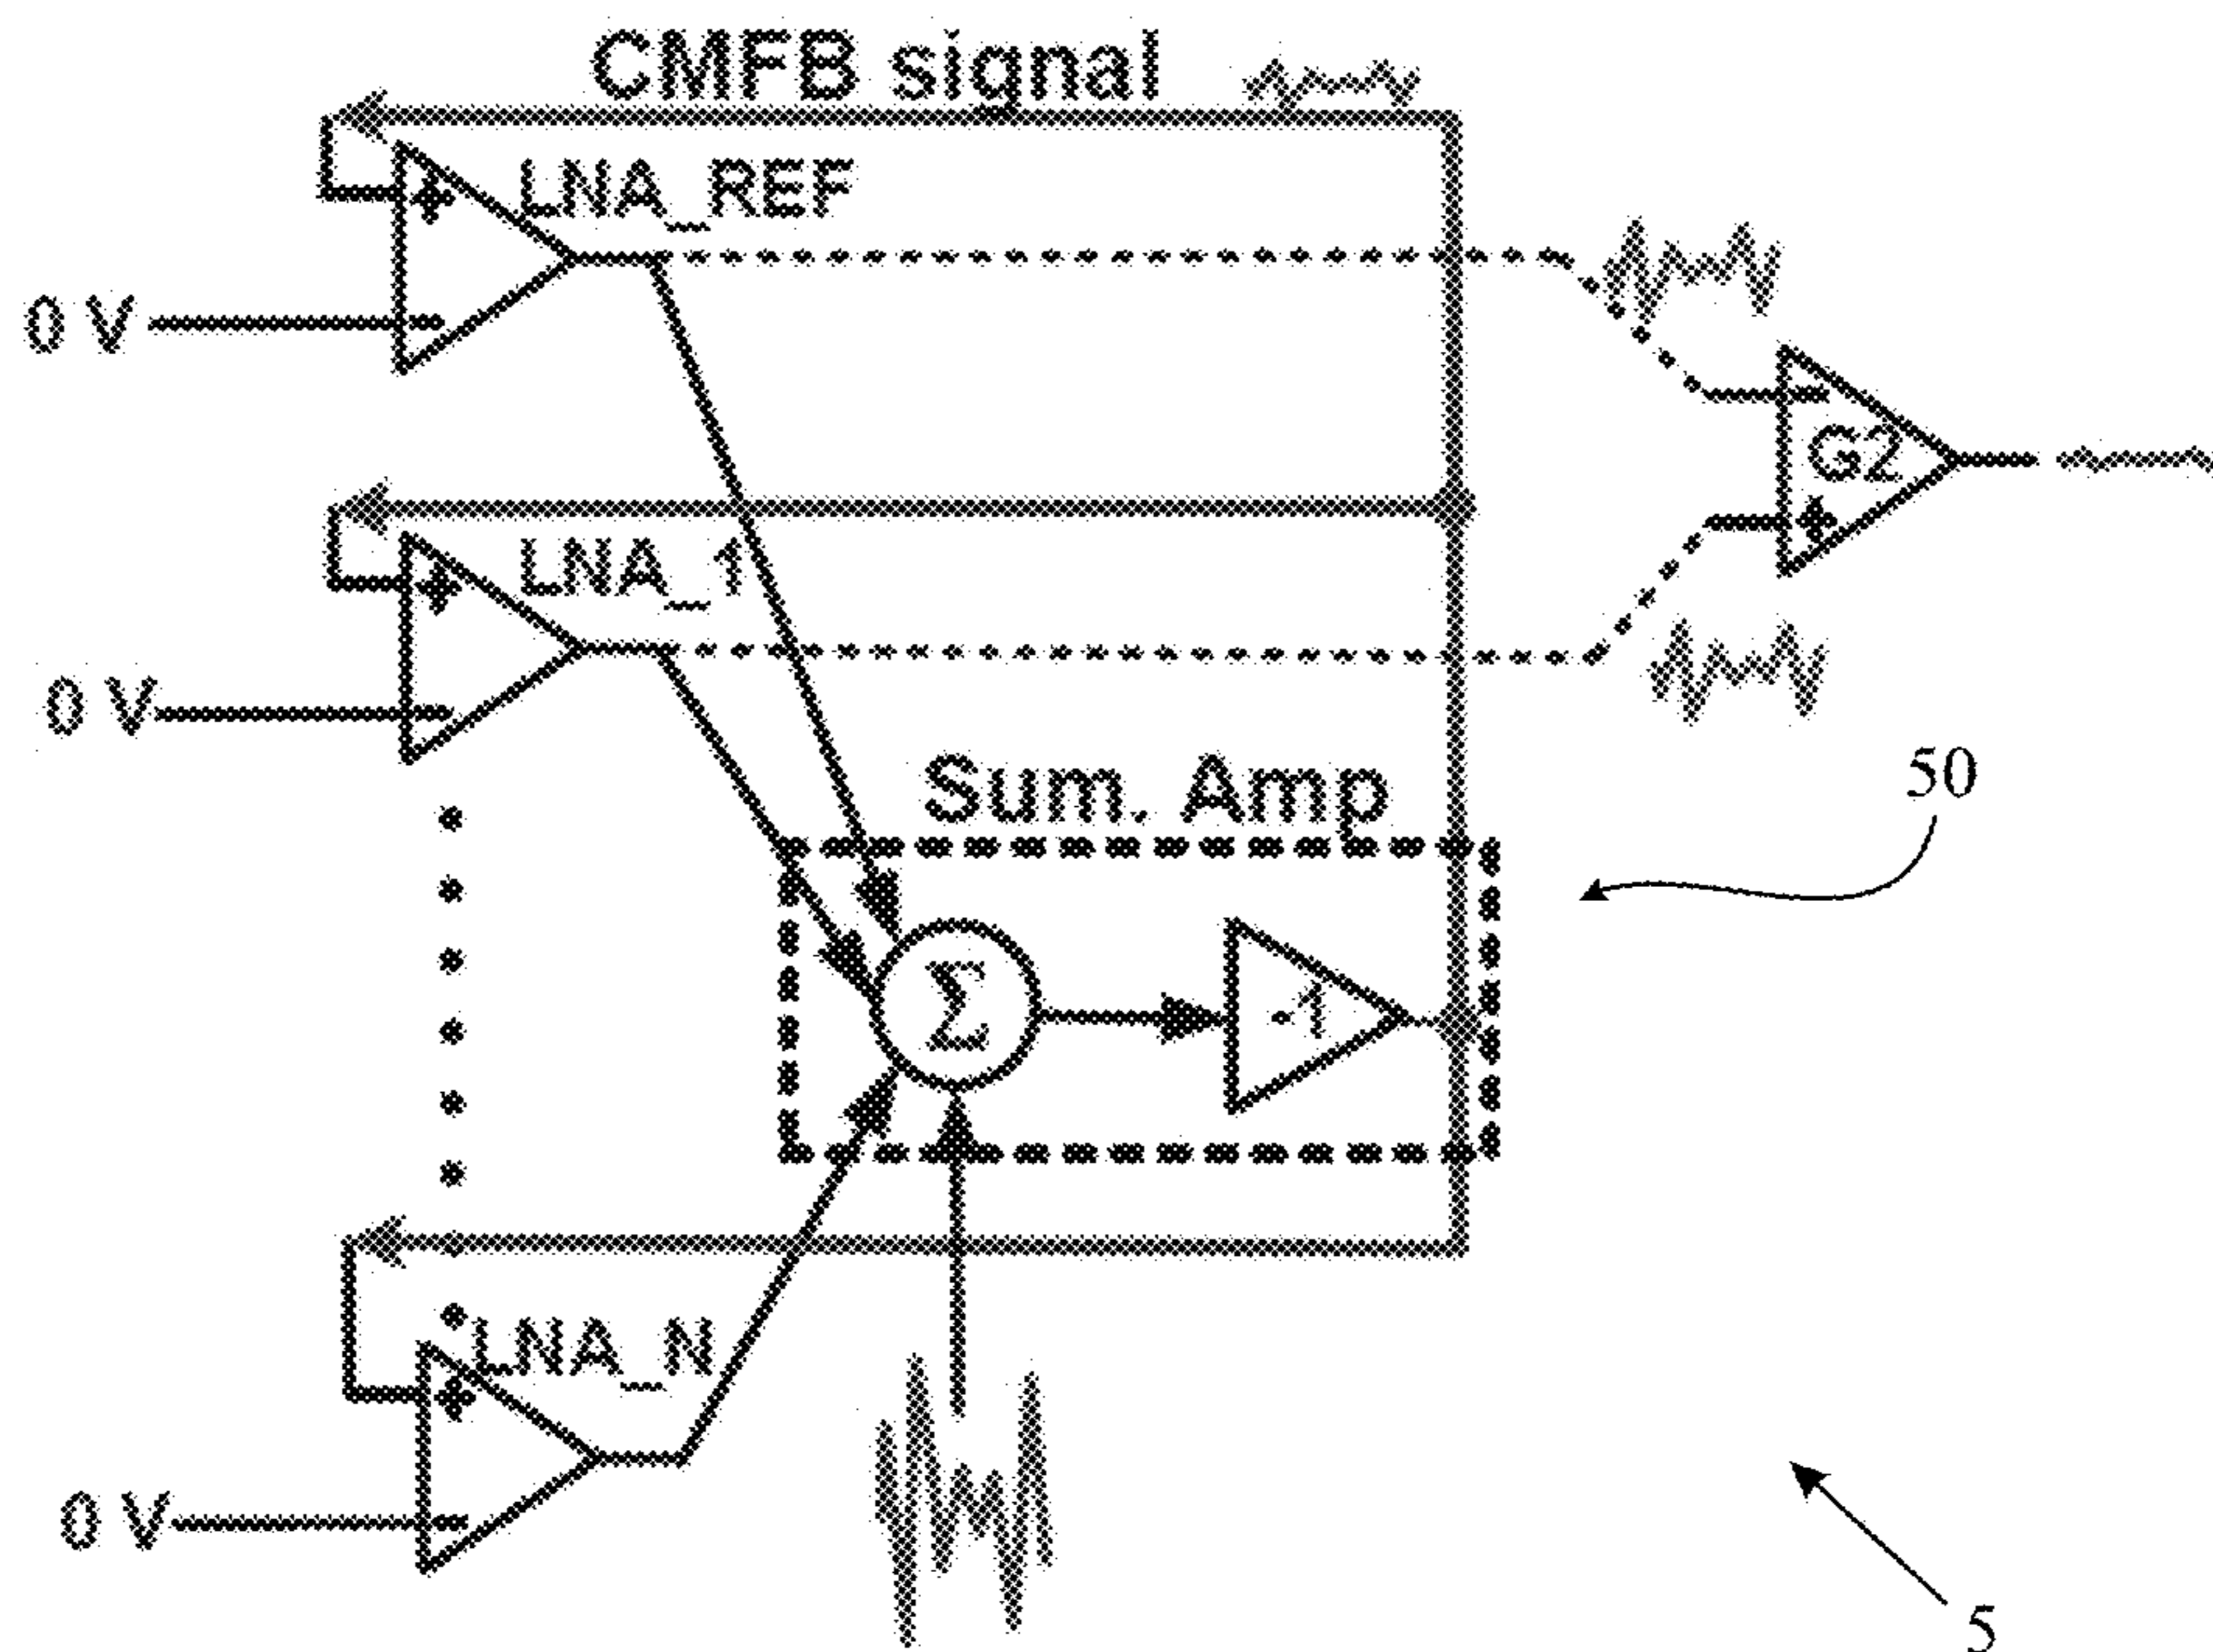 CMFB signal
+ LNA_REF
0 V -
-
G2
+
+ LNA_1
0 V -
Sum. Amp
50
Σ
-1
LNA_N
+
0 V -
5